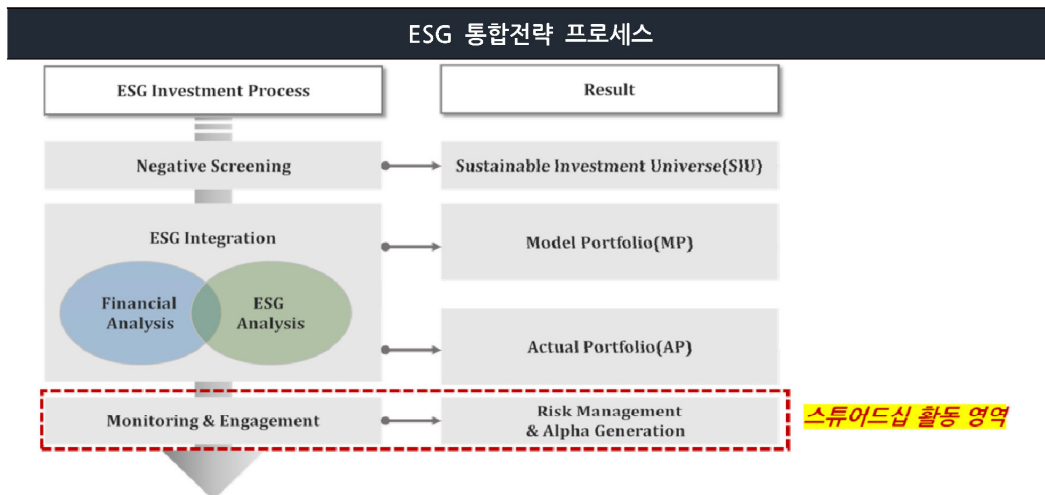 ESG 통합전략 프로세스
ESG Investment Process
Result
Negative Screening
Sustainable Investment Universe(SIU)
ESG Integration
Financial
Analysis
ESG
Analysis
Model Portfolio(MP)
Actual Portfolio(AP)
Monitoring & Engagement
Risk Management
& Alpha Generation
스튜어드십 활동 영역